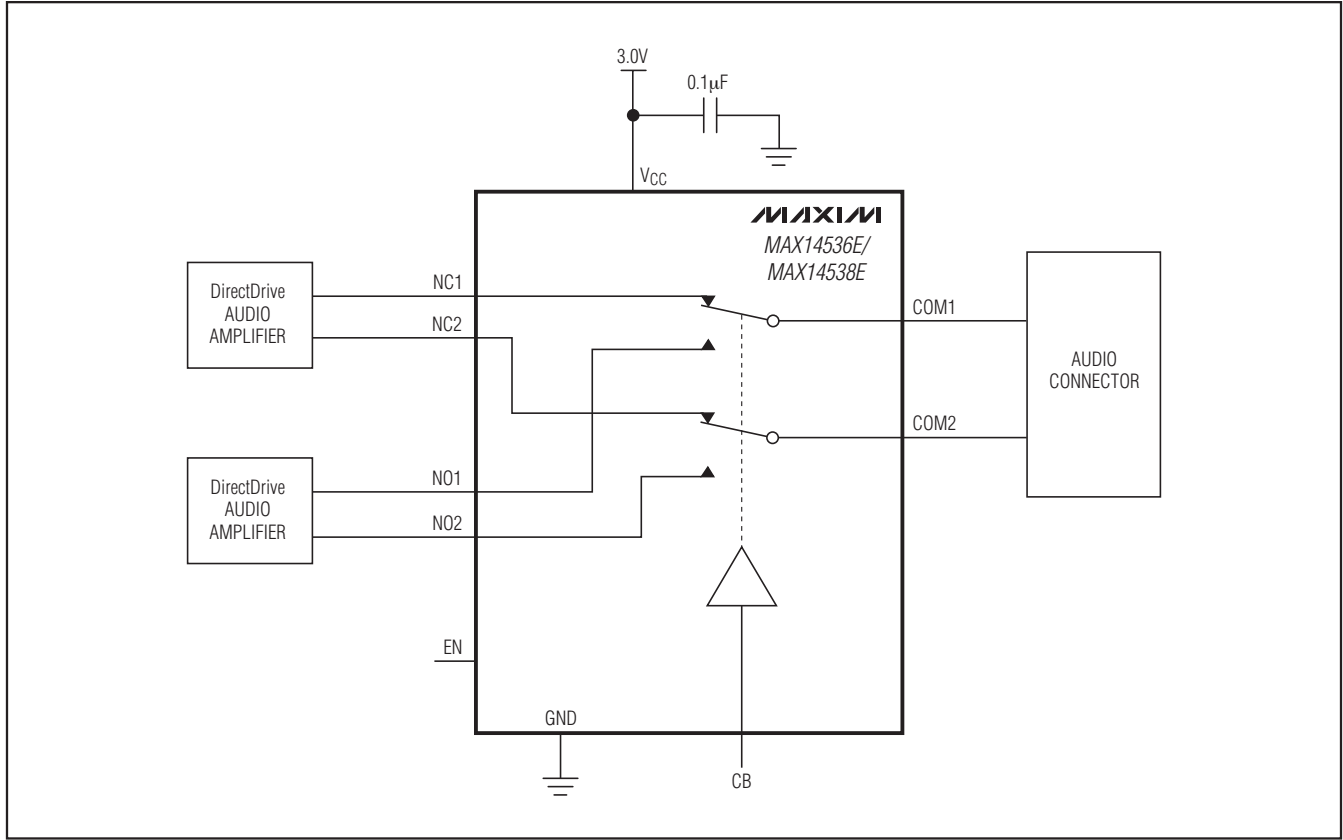 3.0V
0.1µF
VCC
MAXIM
MAX14536E/
MAX14538E
DirectDrive
AUDIO
AMPLIFIER
NC1
NC2
COM1
AUDIO
CONNECTOR
COM2
DirectDrive
AUDIO
AMPLIFIER
NO1
NO2
EN
GND
CB